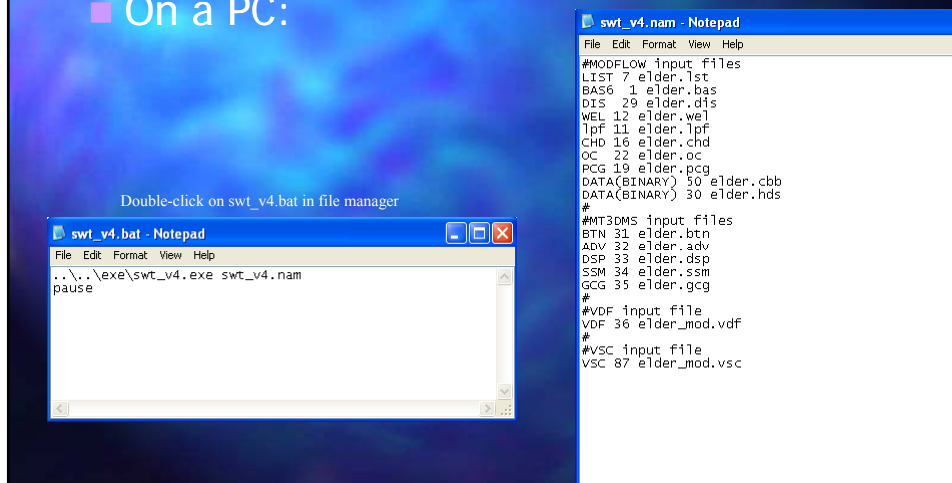 On a PC:
Double-click on swt_v4.bat in file manager
swt_v4.bat - Notepad
File Edit Format View Help
..\..\exe\swt_v4.exe swt_v4.nam
pause
swt_v4.nam - Notepad
File Edit Format View Help
#MODFLOW input files
LIST 7 elder.lst
BAS6  1 elder.bas
DIS  29 elder.dis
WEL 12 elder.wel
lpf 11 elder.lpf
CHD 16 elder.chd
OC  22 elder.oc
PCG 19 elder.pcg
DATA(BINARY) 50 elder.cbb
DATA(BINARY) 30 elder.hds
#
#MT3DMS input files
BTN 31 elder.btn
ADV 32 elder.adv
DSP 33 elder.dsp
SSM 34 elder.ssm
GCG 35 elder.gcg
#
#VDF input file
VDF 36 elder_mod.vdf
#
#VSC input file
VSC 87 elder_mod.vsc